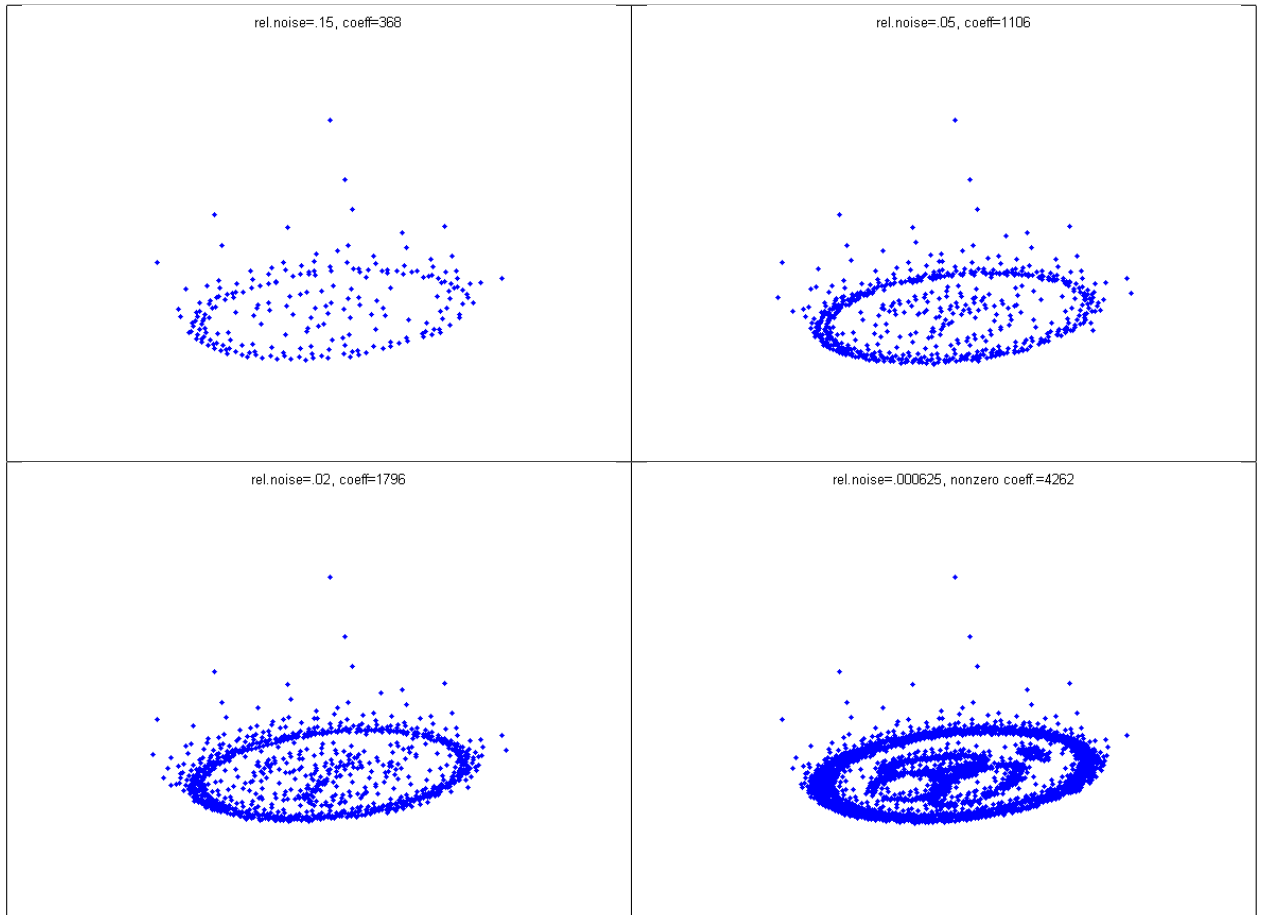 rel.noise=.15, coeff=368
rel.noise=.05, coeff=1106
rel.noise=.02, coeff=1796
rel.noise=.000625, nonzero coeff.=4262